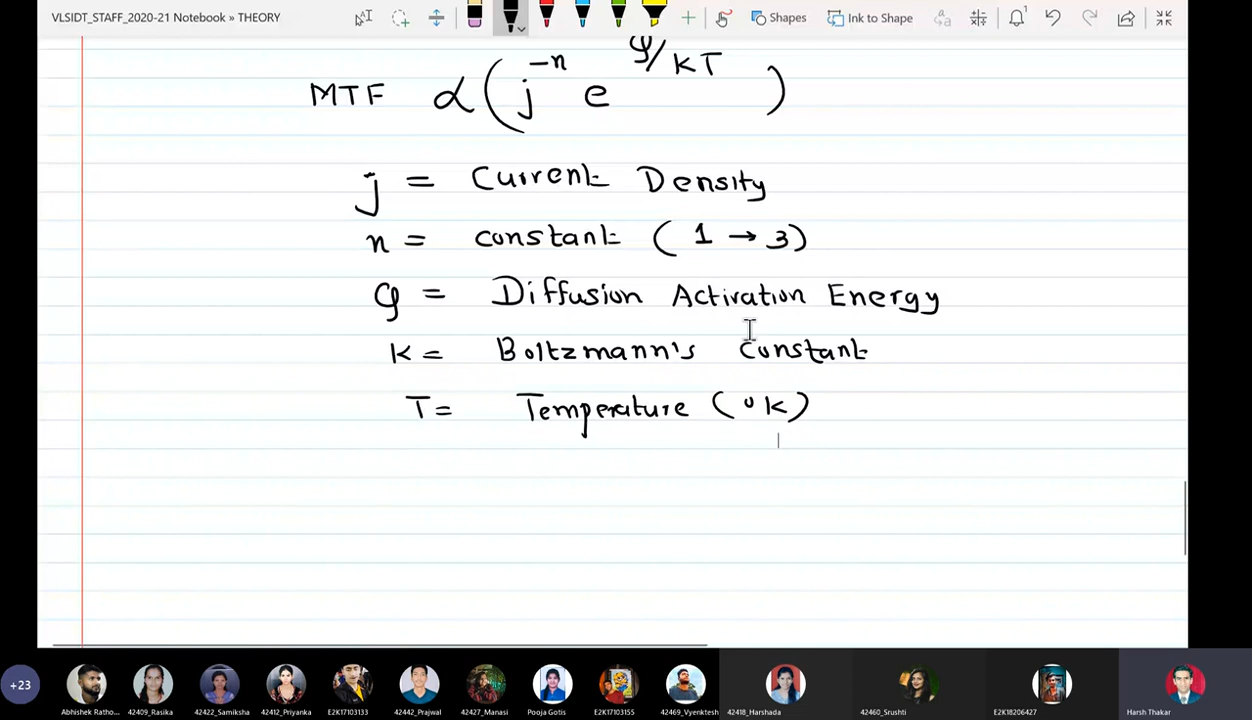 VLSIDT_STAFF_2020-21 Notebook » THEORY
Shapes
Ink to Shape
MTF ∝ (j^-n e^φ/KT)
j = Current Density
n = constant (1 → 3)
φ = Diffusion Activation Energy
K = Boltzmann's Constant
T = Temperature (°K)
+23
Abhishek Ratho...
42409_Rasika
42422_Samiksha
42412_Priyanka
E2K17103133
42442_Prajwal
42427_Manasi
Pooja Gotis
E2K17103155
42469_Vyenktesh
42418_Harshada
42460_Srushti
E2K18206427
Harsh Thakar